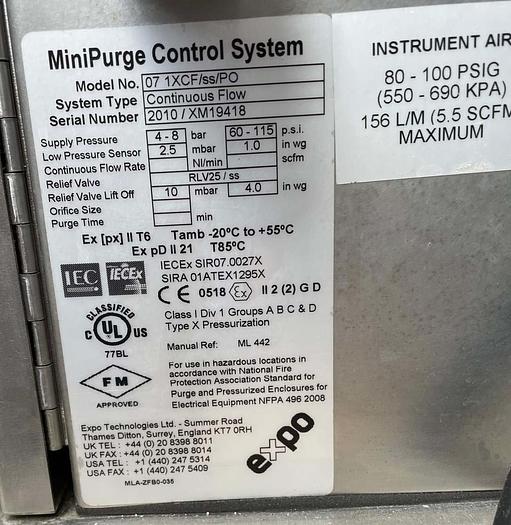 MiniPurge Control System
Model No. 07 1XCF/ss/PO
System Type Continuous Flow
Serial Number 2010 / XM19418
Supply Pressure 4 - 8 bar 60 - 115 p.s.i.
Low Pressure Sensor 2.5 mbar 1.0 in wg
Continuous Flow Rate Nl/min scfm
Relief Valve RLV25 / ss
Relief Valve Lift Off 10 mbar 4.0 in wg
Orifice Size
Purge Time min
Ex [px] II T6 Tamb -20°C to +55°C
Ex pD II 21 T85°C
IEC IECEx
IECEx SIR07.0027X
SIRA 01ATEX1295X
CE 0518 Ex II 2 (2) G D
CLASSIFIED
C UL US
77BL
Class I Div 1 Groups A B C & D
Type X Pressurization
Manual Ref: ML 442
FM
APPROVED
For use in hazardous locations in
accordance with National Fire
Protection Association Standard for
Purge and Pressurized Enclosures for
Electrical Equipment NFPA 496 2008
Expo Technologies Ltd. - Summer Road
Thames Ditton, Surrey, England KT7 0RH
UK TEL : +44 (0) 20 8398 8011
UK FAX : +44 (0) 20 8398 8014
USA TEL : +1 (440) 247 5314
USA FAX : +1 (440) 247 5409
MLA-ZFB0-035
expo
INSTRUMENT AIR
80 - 100 PSIG
(550 - 690 KPA)
156 L/M (5.5 SCFM
MAXIMUM